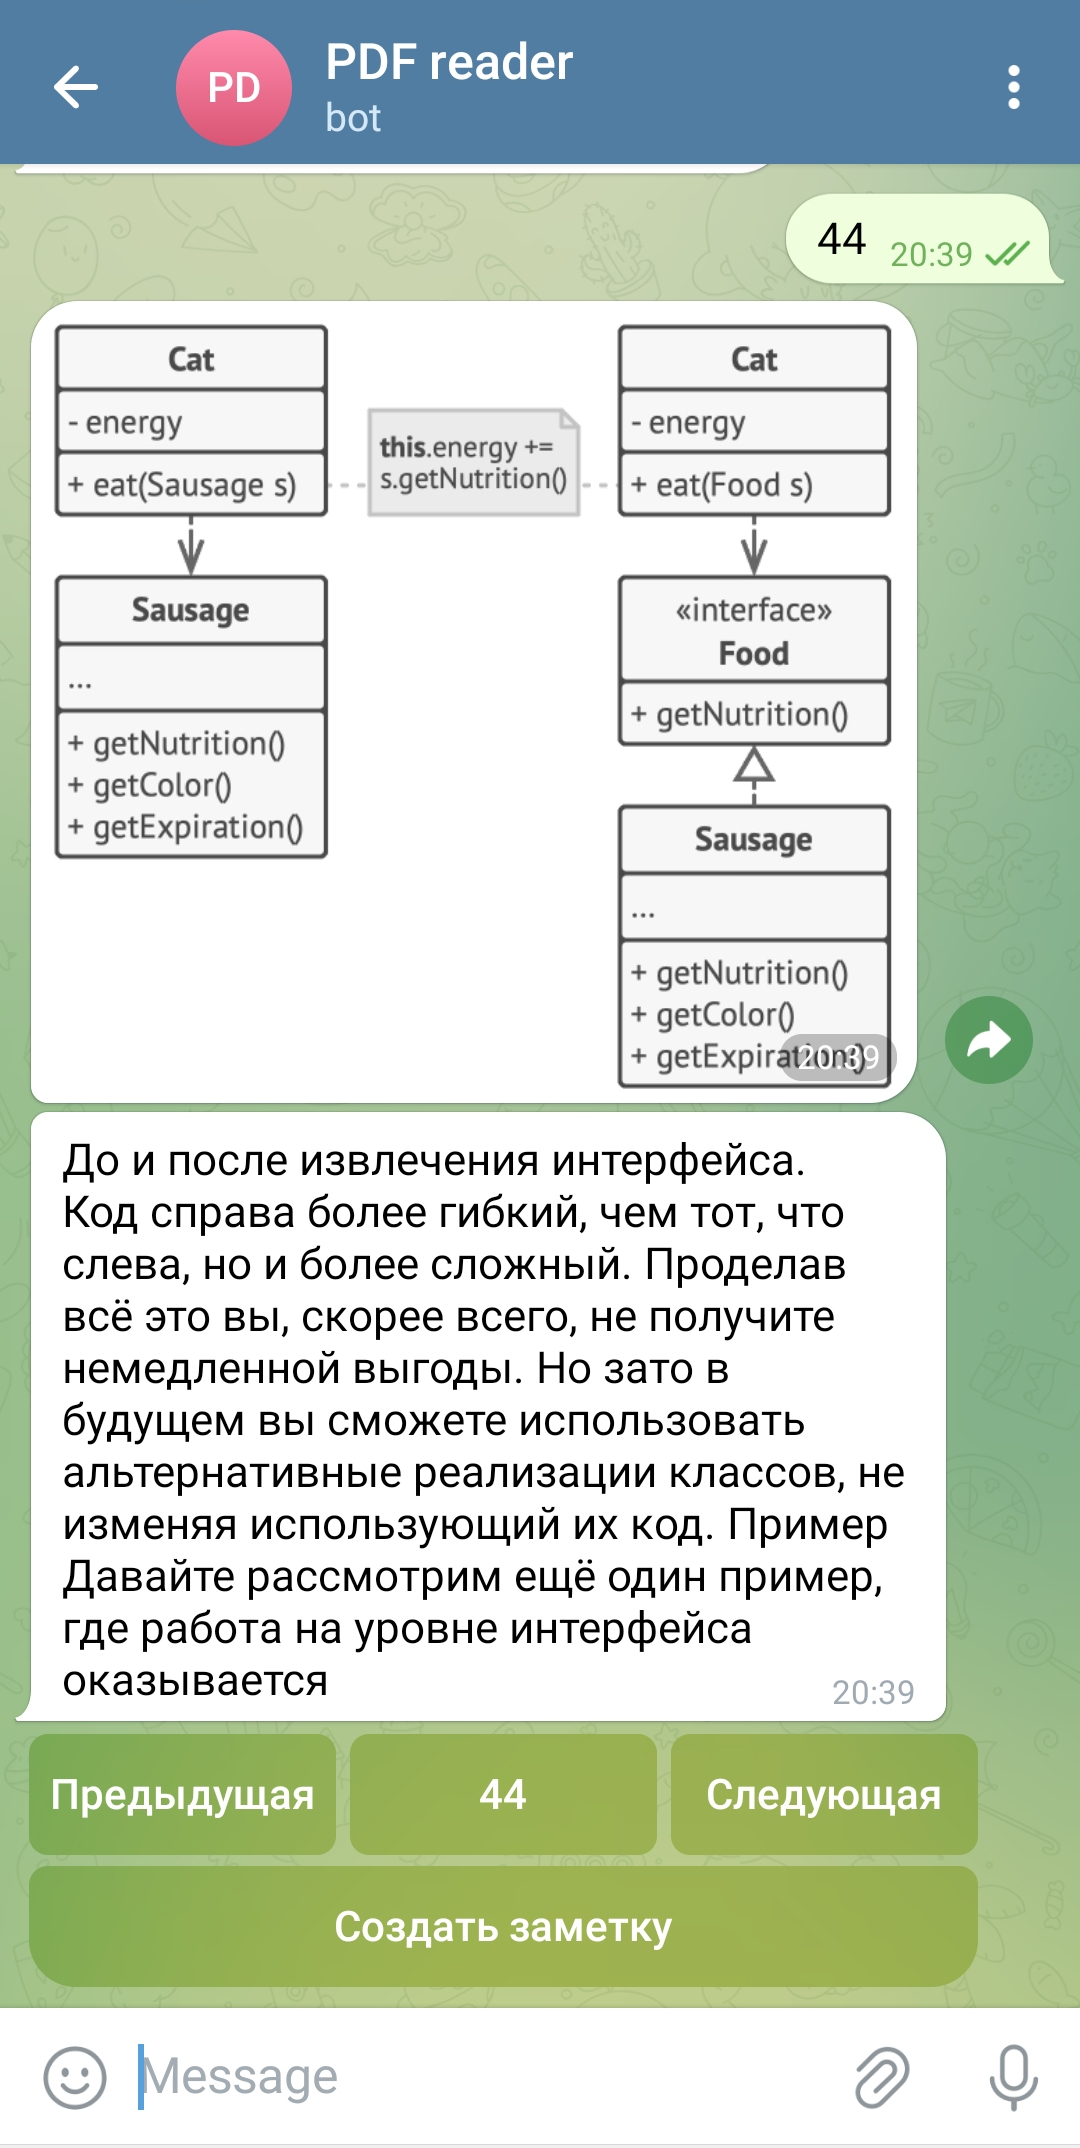 PD
PDF reader
bot
44 20:39
Cat
- energy
+ eat(Sausage s)
this.energy +=
s.getNutrition()
Cat
- energy
+ eat(Food s)
Sausage
...
+ getNutrition()
+ getColor()
+ getExpiration()
«interface»
Food
+ getNutrition()
Sausage
...
+ getNutrition()
+ getColor()
+ getExpiration()
20:39
До и после извлечения интерфейса.
Код справа более гибкий, чем тот, что
слева, но и более сложный. Проделав
всё это вы, скорее всего, не получите
немедленной выгоды. Но зато в
будущем вы сможете использовать
альтернативные реализации классов, не
изменяя использующий их код. Пример
Давайте рассмотрим ещё один пример,
где работа на уровне интерфейса
оказывается
20:39
Предыдущая
44
Следующая
Создать заметку
Message